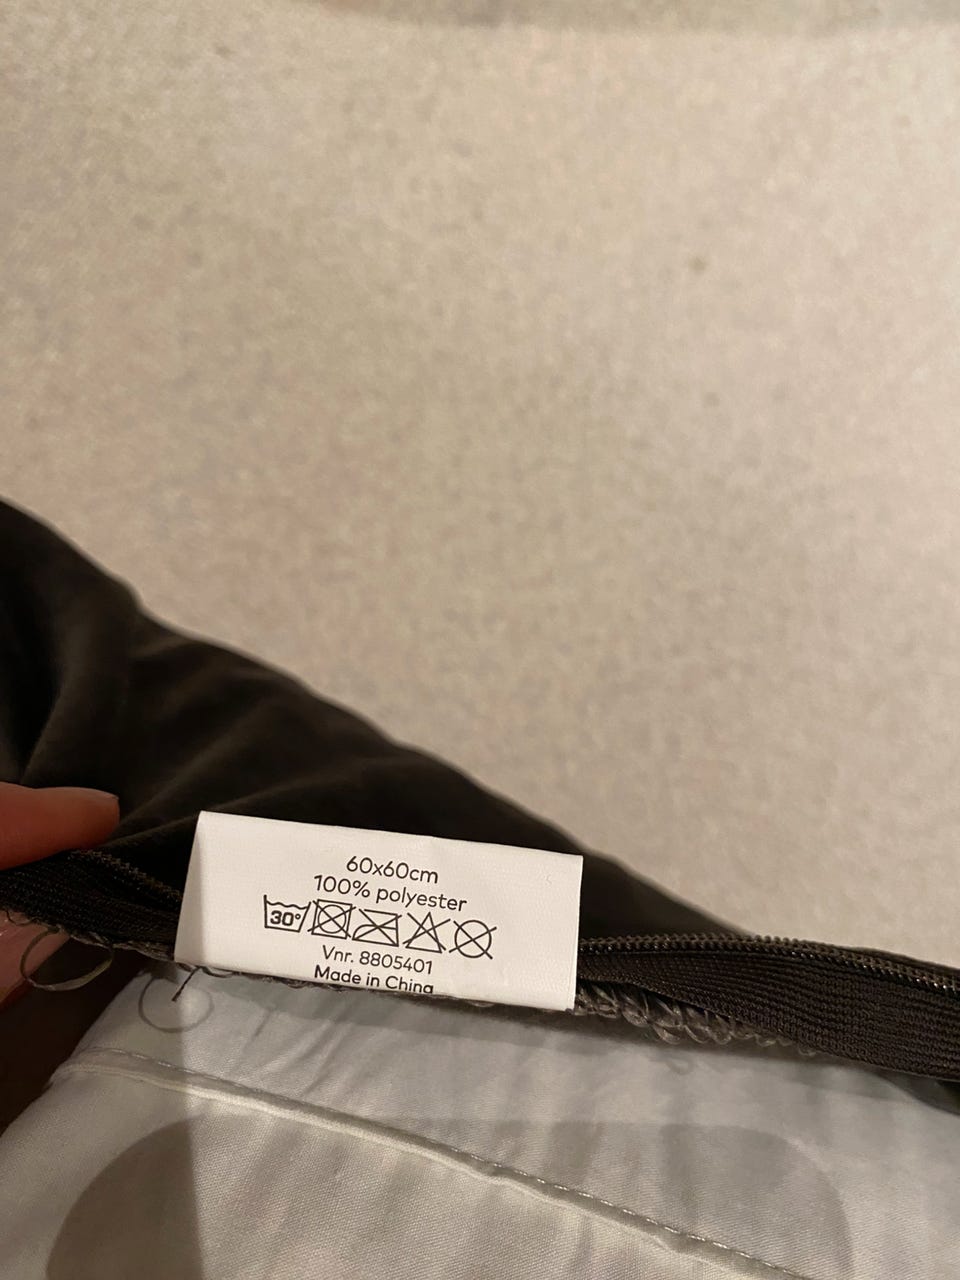 60x60cm
100% polyester
30°
Vnr. 8805401
Made in China